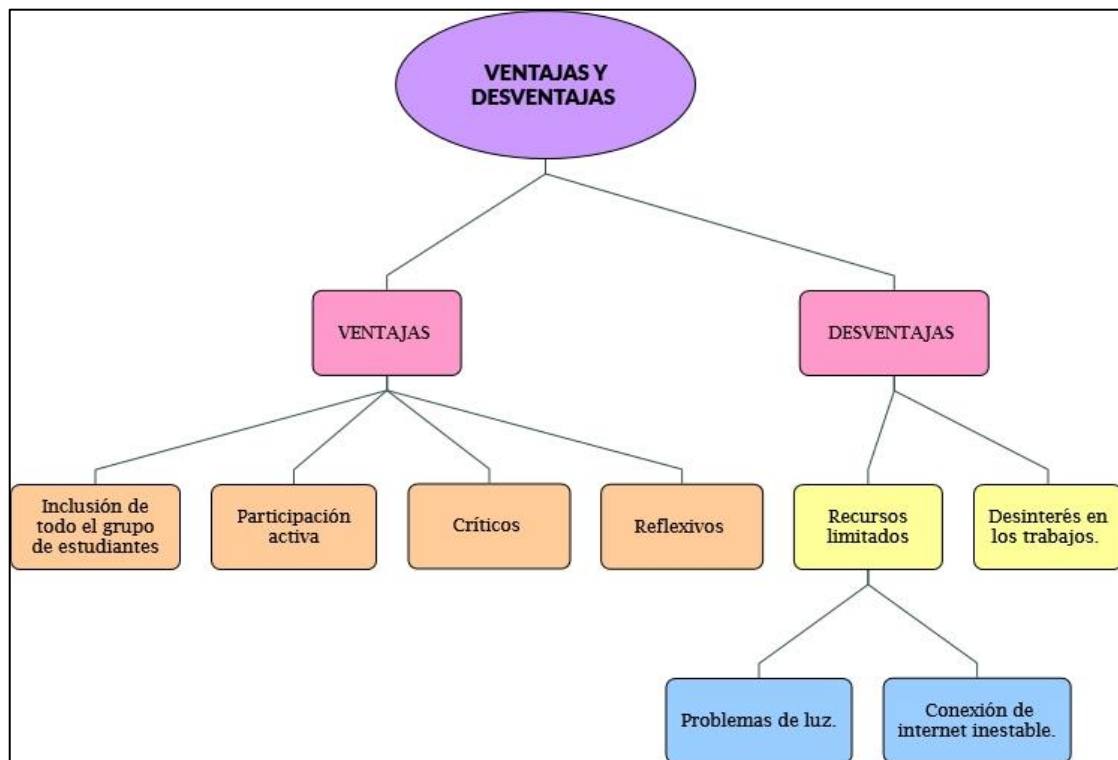 VENTAJAS Y
DESVENTAJAS
VENTAJAS
DESVENTAJAS
Inclusión de
todo el grupo
de estudiantes
Participación
activa
Críticos
Reflexivos
Recursos
limitados
Desinterés en
los trabajos.
Problemas de luz.
Conexión de
internet inestable.